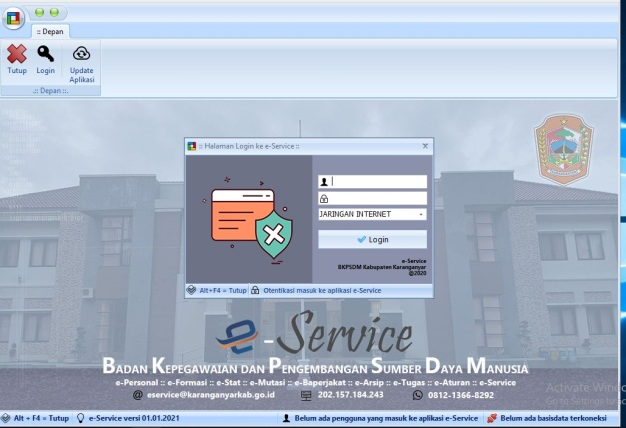 :: Depan
Tutup
Login
Update
Aplikasi
.:: Depan ::.
:: Halaman Login ke e-Service ::
JARINGAN INTERNET
Login
e-Service
BKPSDM Kabupaten Karanganyar
@2020
Alt+F4 = Tutup
Otentikasi masuk ke aplikasi e-Service
e-Service
BADAN KEPEGAWAIAN DAN PENGEMBANGAN SUMBER DAYA MANUSIA
e-Personal :: e-Formasi :: e-Stat :: e-Mutasi :: e-Baperjakat :: e-Arsip :: e-Tugas :: e-Aturan :: e-Service
@ eservice@karanganyarkab.go.id 202.157.184.243 0812-1366-8292
Activate Windo
Go to Settings to ac
Alt + F4 = Tutup e-Service versi 01.01.2021 Belum ada pengguna yang masuk ke aplikasi e-Service Belum ada basisdata terkoneksi